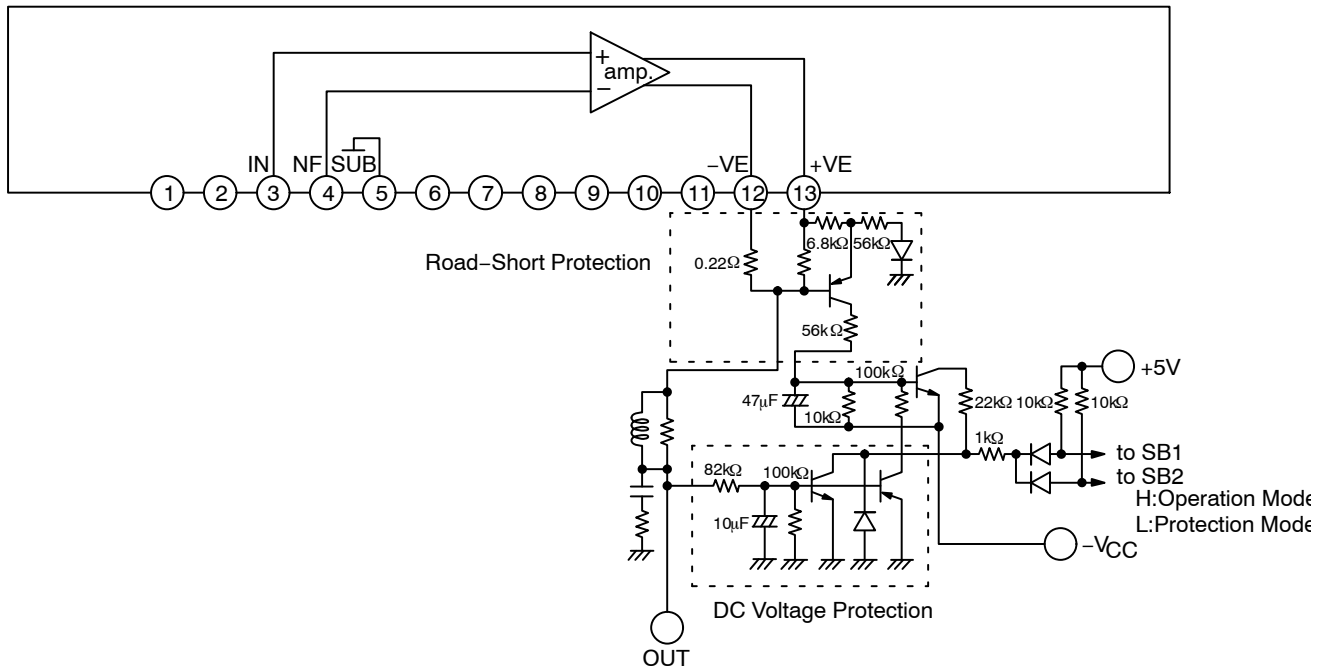 +
amp.
−
IN NF SUB −VE +VE
1 2 3 4 5 6 7 8 9 10 11 12 13
6.8kΩ 56kΩ
Road−Short Protection
0.22Ω
56kΩ
100kΩ
+5V
47μF
10kΩ
22kΩ 10kΩ 10kΩ
1kΩ
to SB1
82kΩ 100kΩ
to SB2
H:Operation Mode
10μF
L:Protection Mode
−VCC
DC Voltage Protection
OUT